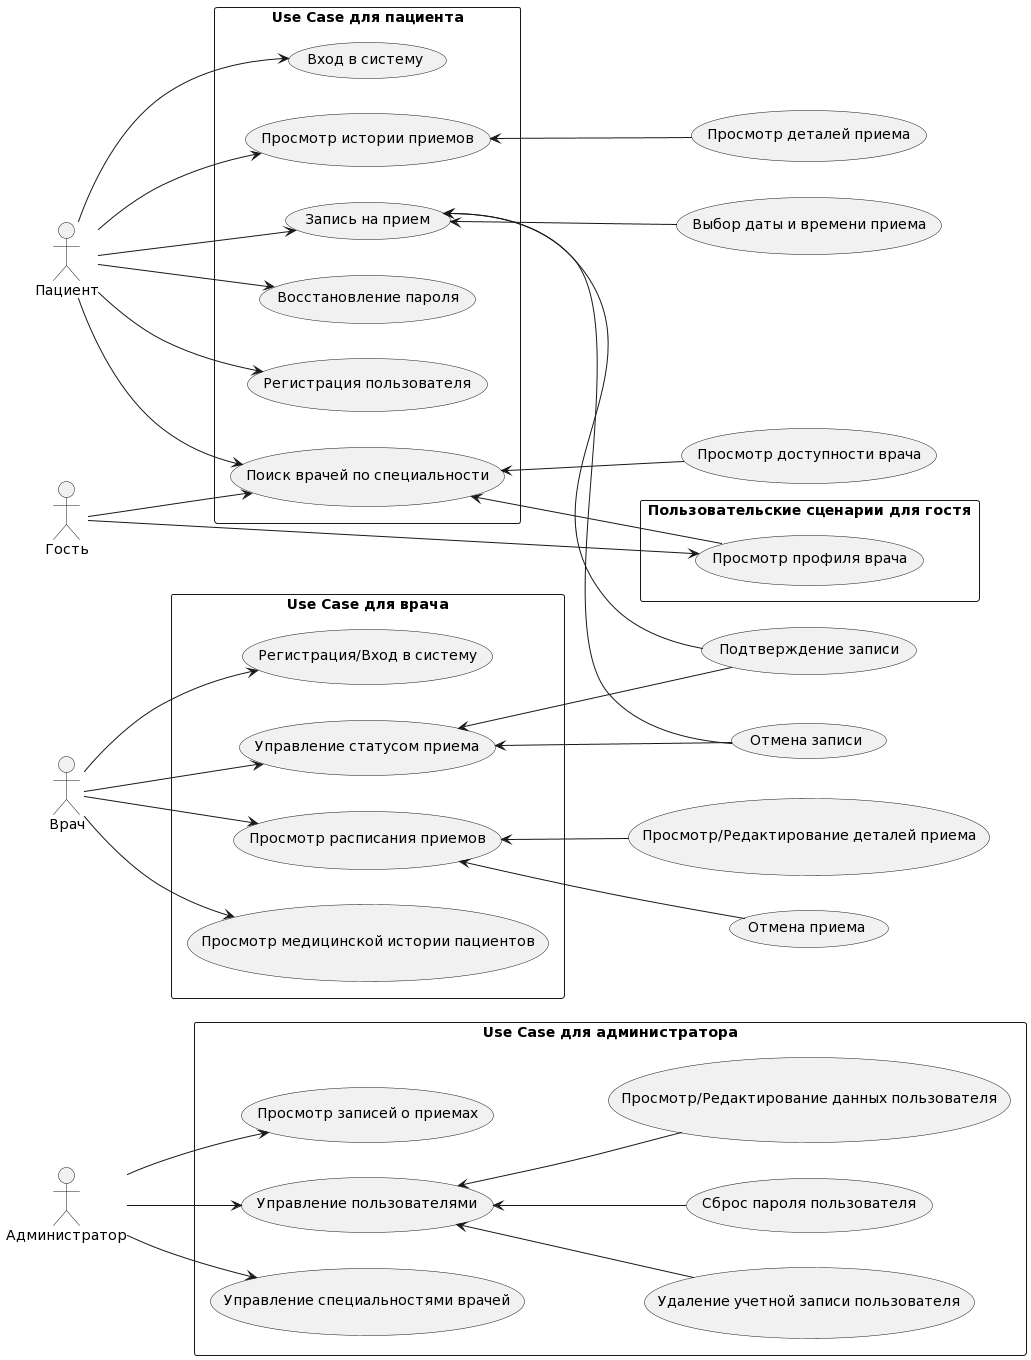 Use Case для пациента
Вход в систему
Просмотр истории приемов
Просмотр деталей приема
Запись на прием
Выбор даты и времени приема
Пациент
Восстановление пароля
Регистрация пользователя
Поиск врачей по специальности
Просмотр доступности врача
Гость
Пользовательские сценарии для гостя
Просмотр профиля врача
Use Case для врача
Регистрация/Вход в систему
Подтверждение записи
Управление статусом приема
Отмена записи
Врач
Просмотр расписания приемов
Просмотр/Редактирование деталей приема
Отмена приема
Просмотр медицинской истории пациентов
Use Case для администратора
Просмотр/Редактирование данных пользователя
Просмотр записей о приемах
Управление пользователями
Сброс пароля пользователя
Администратор
Управление специальностями врачей
Удаление учетной записи пользователя